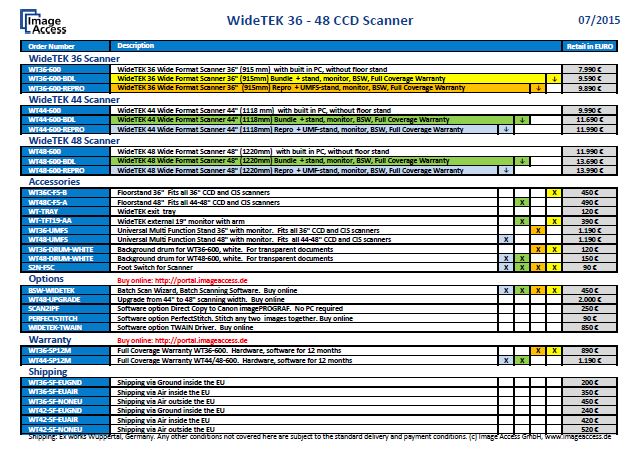 Image Access
WideTEK 36 - 48 CCD Scanner
07/2015
Order Number Description Retail in EURO
WideTEK 36 Scanner
WT36-600 WideTEK 36 Wide Format Scanner 36" (915 mm) with built in PC, without floor stand 7.990 €
WT36-600-BDL WideTEK 36 Wide Format Scanner 36" (915mm) Bundle + stand, monitor, BSW, Full Coverage Warranty ↓ 9.590 €
WT36-600-REPRO WideTEK 36 Wide Format Scanner 36" (915mm) Repro + UMFS-stand, monitor, BSW, Full Coverage Warranty ↓ 9.890 €
WideTEK 44 Scanner
WT44-600 WideTEK 44 Wide Format Scanner 44" (1118 mm) with built in PC, without floor stand 9.990 €
WT44-600-BDL WideTEK 44 Wide Format Scanner 44" (1118mm) Bundle + stand, monitor, BSW, Full Coverage Warranty ↓ 11.690 €
WT44-600-REPRO WideTEK 44 Wide Format Scanner 44" (1118mm) Repro + UMFS-stand, monitor, BSW, Full Coverage Warranty ↓ 11.990 €
WideTEK 48 Scanner
WT48-600 WideTEK 48 Wide Format Scanner 48" (1220mm) with built in PC, without floor stand 11.990 €
WT48-600-BDL WideTEK 48 Wide Format Scanner 48" (1220mm) Bundle + stand, monitor, BSW, Full Coverage Warranty ↓ 13.690 €
WT48-600-REPRO WideTEK 48 Wide Format Scanner 48" (1220mm) Repro + UFMS-stand, monitor, BSW, Full Coverage Warranty ↓ 13.990 €
Accessories
WT36C-FS-B Floorstand 36" Fits all 36" CCD and CIS scanners X 450 €
WT48C-FS-A Floorstand 48" Fits all 44-48" CCD and CIS scanners X 490 €
WT-TRAY WideTEK exit tray 120 €
WT-TFT19-AA WideTEK external 19" monitor with arm X X 390 €
WT36-UMFS Universal Multi Function Stand 36" with monitor. Fits all 36" CCD and CIS scanners X 1.190 €
WT48-UMFS Universal Multi Function Stand 48" with monitor. Fits all 44-48" CCD and CIS scanners X 1.190 €
WT36-DRUM-WHITE Background drum for WT36-600, white. For transparent documents X X 120 €
WT48-DRUM-WHITE Background drum for WT48-600, white. For transparent documents X X 150 €
S2N-FSC Foot Switch for Scanner X X X X 90 €
Options Buy online: http://portal.imageaccess.de
BSW-WIDETEK Batch Scan Wizard, Batch Scanning Software. Buy online X X X X 450 €
WT48-UPGRADE Upgrade from 44" to 48" scanning width. Buy online 2.000 €
SCAN2IPF Software option Direct Copy to Canon imagePROGRAF. No PC required 250 €
PERFECTSTITCH Software option PerfectStitch. Stitch any two images together. Buy online 90 €
WIDETEK-TWAIN Software option TWAIN Driver. Buy online 850 €
Warranty Buy online: http://portal.imageaccess.de
WT36-SP12M Full Coverage Warranty WT36-600. Hardware, software for 12 months X X 890 €
WT44-SP12M Full Coverage Warranty WT44/48-600. Hardware, software for 12 months X X 1.190 €
Shipping
WT36-SF-EUGND Shipping via Ground inside the EU 200 €
WT36-SF-EUAIR Shipping via Air inside the EU 350 €
WT36-SF-NONEU Shipping via Air outside the EU 450 €
WT42-SF-EUGND Shipping via Ground inside the EU 240 €
WT42-SF-EUAIR Shipping via Air inside the EU 420 €
WT42-SF-NONEU Shipping via Air outside the EU 520 €
Shipping: Ex works Wuppertal, Germany. Any other conditions not covered here are subject to the standard delivery and payment conditions. (c) Image Access GmbH, www.imageaccess.de